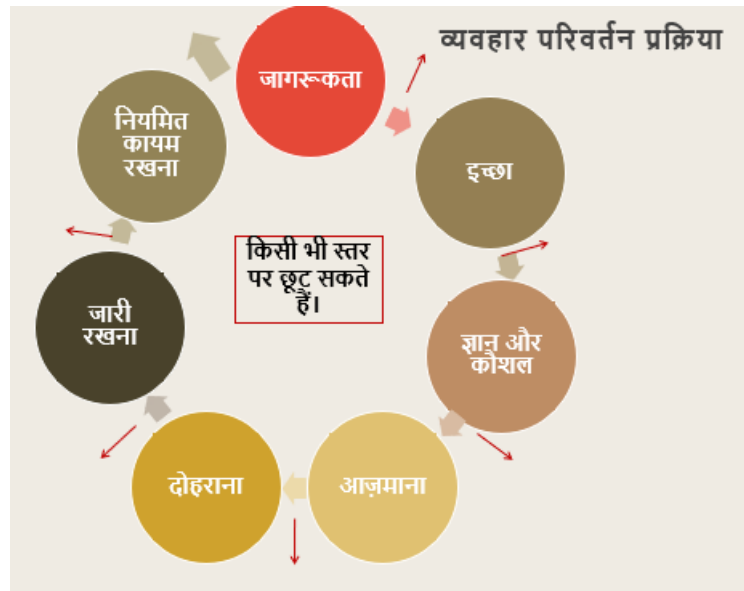 व्यवहार परिवर्तन प्रक्रिया
जागरूकता
इच्छा
ज्ञान और
कौशल
आज़माना
दोहराना
जारी
रखना
नियमित
कायम
रखना
किसी भी स्तर
पर छूट सकते
हैं।